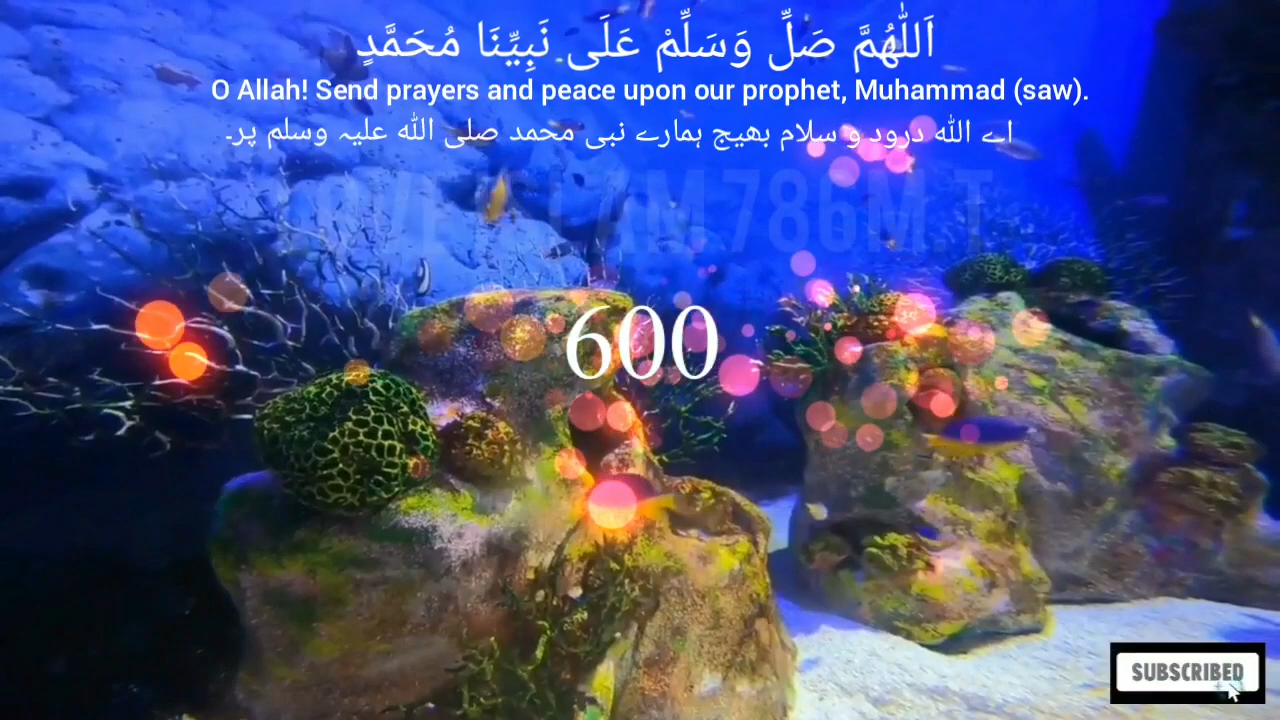 اَللّٰهُمَّ صَلِّ وَسَلِّمْ عَلَى نَبِيِّنَا مُحَمَّدٍ
O Allah! Send prayers and peace upon our prophet, Muhammad (saw).
اے اللہ درود و سلام بھیج ہمارے نبی محمد صلی اللہ علیہ وسلم پر۔
786M.T
600
SUBSCRIBED